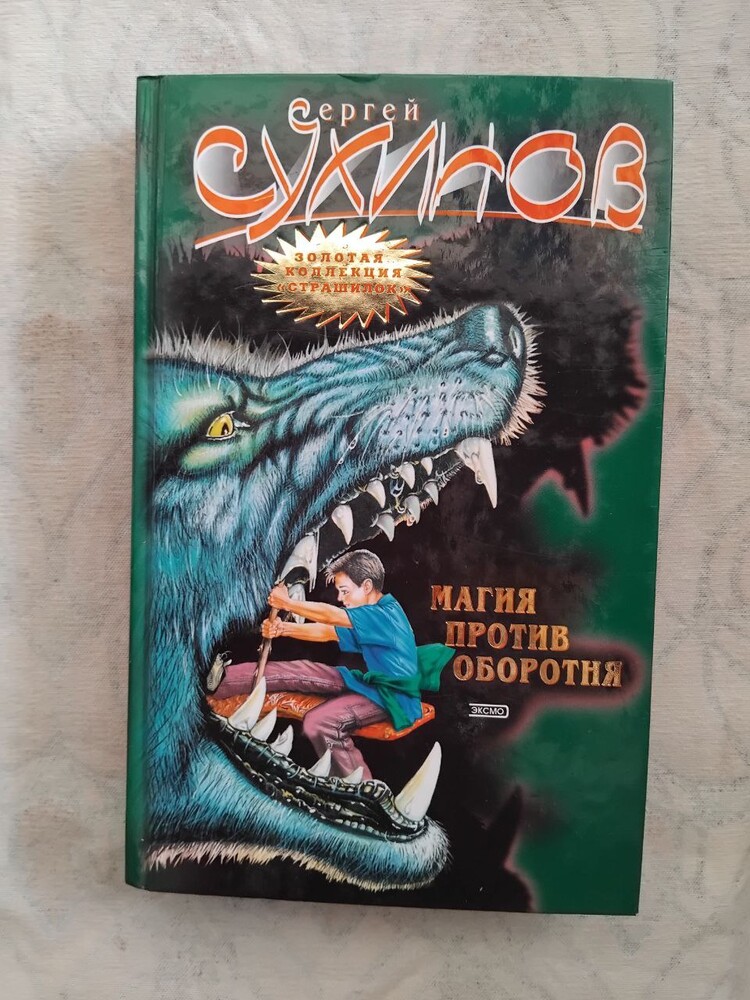 Сергей
СУХИНОВ
ЗОЛОТАЯ
КОЛЛЕКЦИЯ
«СТРАШИЛОК»
МАГИЯ
ПРОТИВ
ОБОРОТНЯ
ЭКСМО